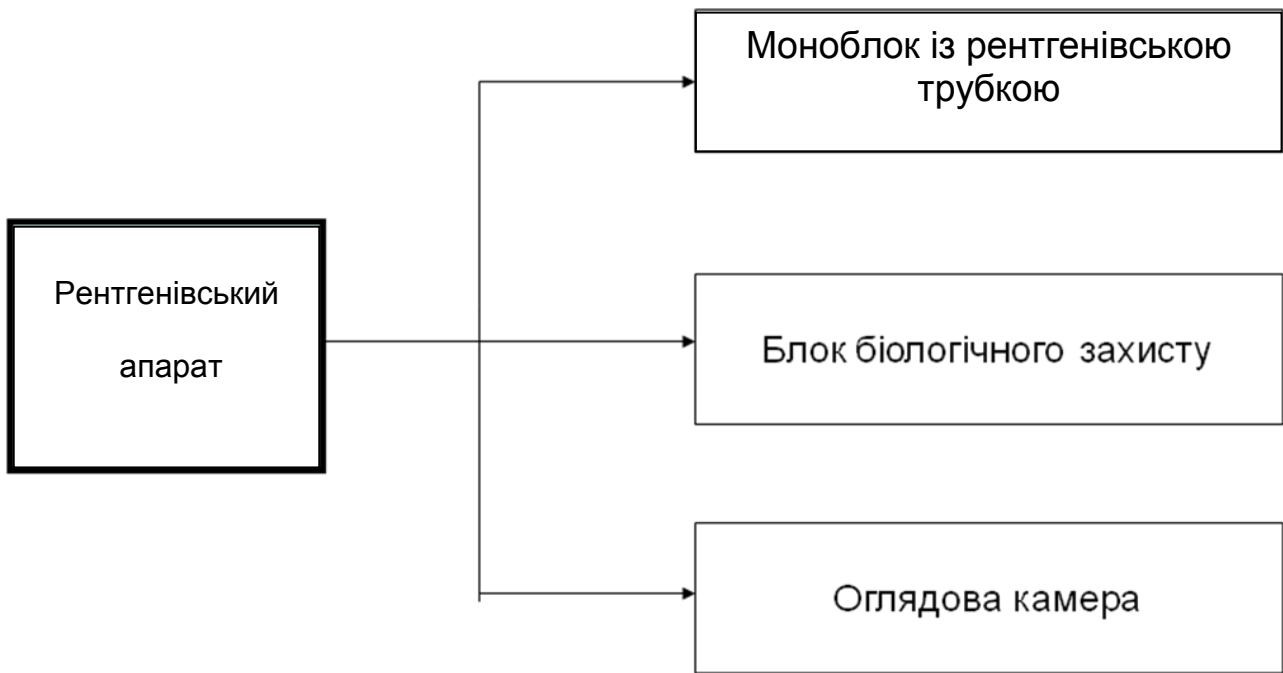 Моноблок із рентгенівською
трубкою
Рентгенівський
апарат
Блок біологічного захисту
Оглядова камера